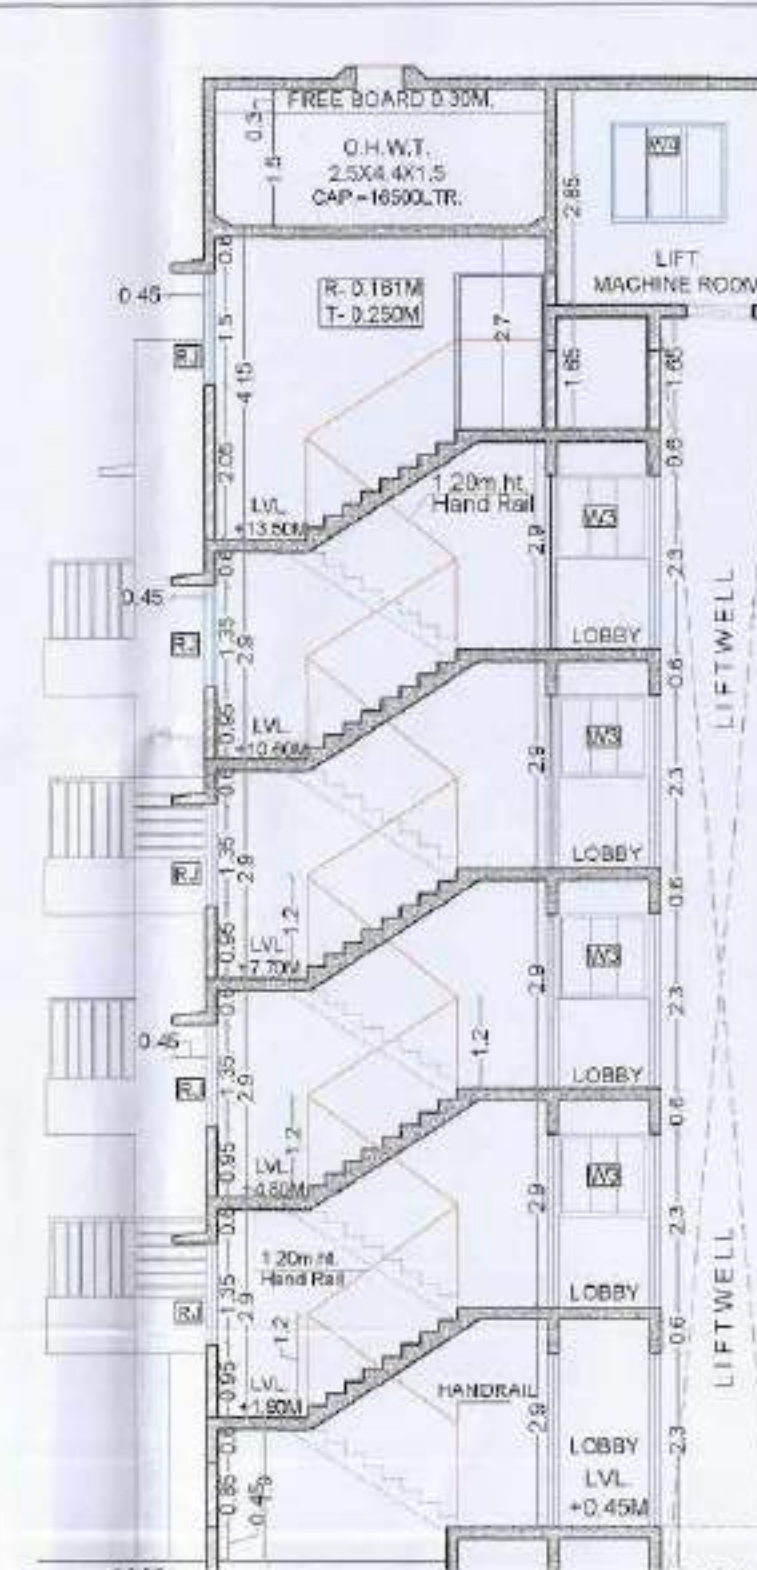 FREE BOARD 0.30M.
0.3
O.H.W.T.
2.5X4.4X1.5
CAP=16500LTR.
1.5
W4
2.85
LIFT
MACHINE ROOM
0.6
0.45
R- 0.161M
T- 0.250M
RJ
1.5
4.15
2.7
1.65
1.65
2.05
LVL
+13.50M
1.20m ht.
Hand Rail
0.6
W3
2.9
2.3
0.6
0.45
RJ
1.35
2.9
LOBBY
LIFTWELL
0.95
LVL
+10.60M
0.6
W3
2.9
2.3
0.6
RJ
1.35
2.9
LOBBY
1.2
0.95
LVL
+7.70M
0.6
W3
2.9
2.3
0.6
0.45
RJ
1.35
2.9
1.2
LOBBY
1.2
0.95
LVL
+4.80M
0.6
W3
2.9
2.3
0.6
1.20m ht.
Hand Rail
RJ
1.35
2.9
LOBBY
LIFTWELL
1.2
0.95
LVL
+1.90M
0.6
HANDRAIL
2.9
0.6
2.3
LOBBY
LVL
+0.45M
0.85
0.45